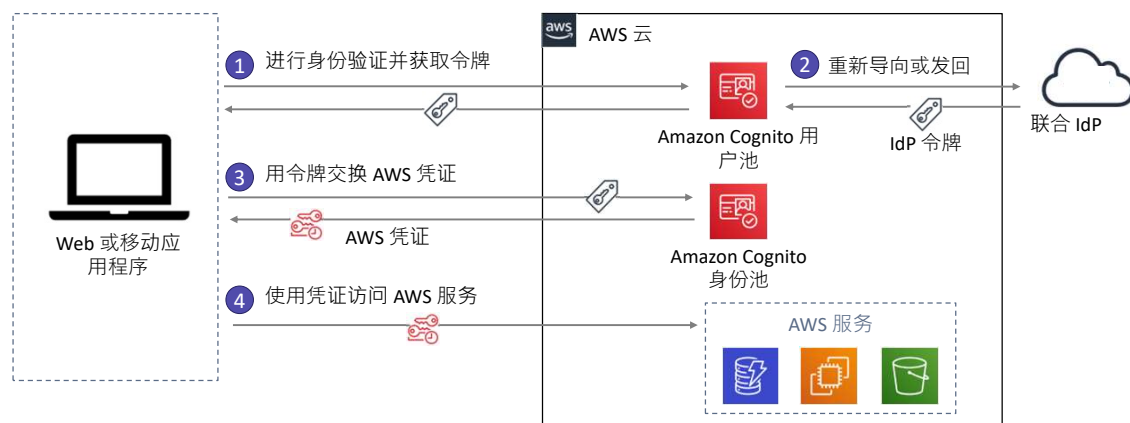 aws
AWS 云
1
进行身份验证并获取令牌
2
重新导向或发回
Amazon Cognito 用
户池
IdP 令牌
联合 IdP
3
用令牌交换 AWS 凭证
AWS 凭证
Web 或移动应
用程序
Amazon Cognito
身份池
4
使用凭证访问 AWS 服务
AWS 服务